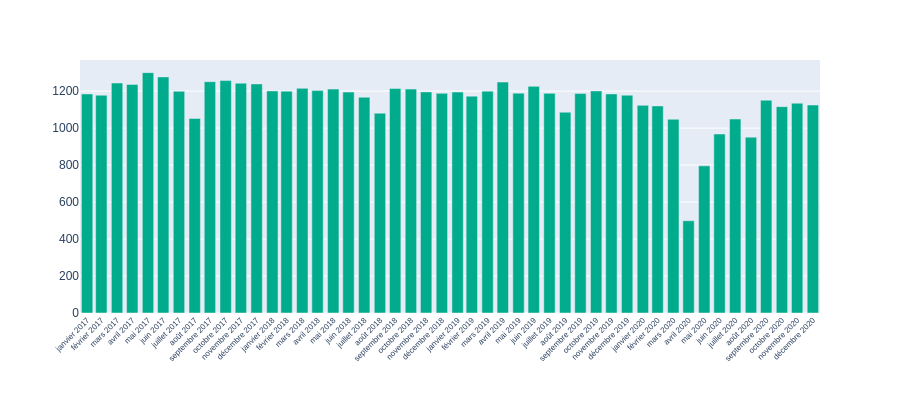 1200
1000
800
600
400
200
0
janvier 2017
février 2017
mars 2017
avril 2017
mai 2017
juin 2017
juillet 2017
août 2017
septembre 2017
octobre 2017
novembre 2017
décembre 2017
janvier 2018
février 2018
mars 2018
avril 2018
mai 2018
juin 2018
juillet 2018
août 2018
septembre 2018
octobre 2018
novembre 2018
décembre 2018
janvier 2019
février 2019
mars 2019
avril 2019
mai 2019
juin 2019
juillet 2019
août 2019
septembre 2019
octobre 2019
novembre 2019
décembre 2019
janvier 2020
février 2020
mars 2020
avril 2020
mai 2020
juin 2020
juillet 2020
août 2020
septembre 2020
octobre 2020
novembre 2020
décembre 2020